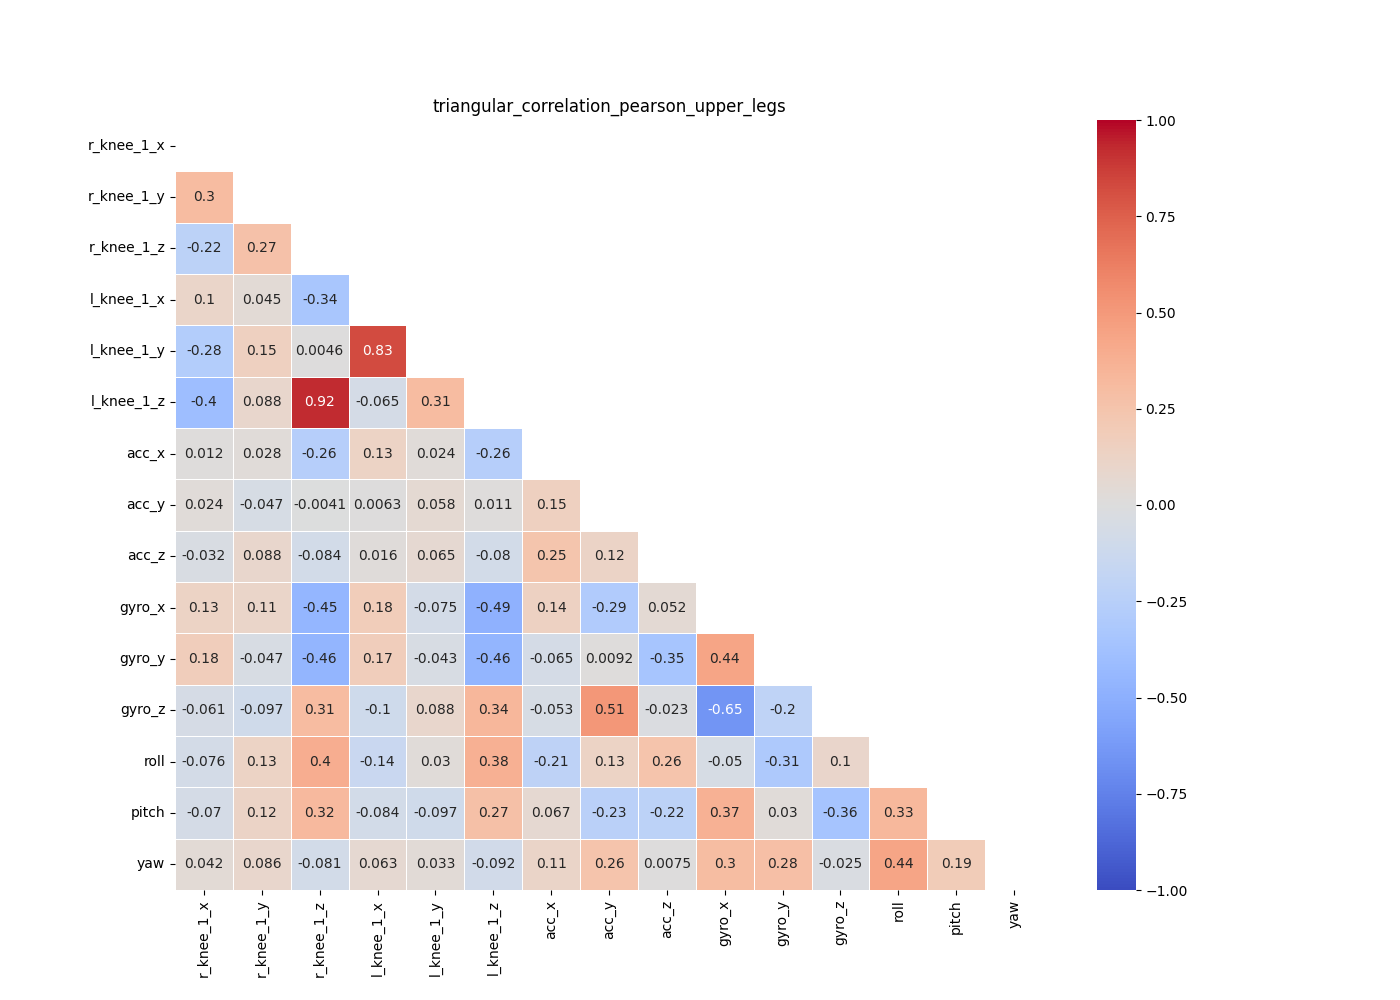 triangular_correlation_pearson_upper_legs
1.00
r_knee_1_x
r_knee_1_y 0.3
0.75
r_knee_1_z -0.22 0.27
l_knee_1_x 0.1 0.045 -0.34
0.50
l_knee_1_y -0.28 0.15 0.0046 0.83
l_knee_1_z -0.4 0.088 0.92 -0.065 0.31
0.25
acc_x 0.012 0.028 -0.26 0.13 0.024 -0.26
acc_y 0.024 -0.047 -0.0041 0.0063 0.058 0.011 0.15
0.00
acc_z -0.032 0.088 -0.084 0.016 0.065 -0.08 0.25 0.12
−0.25
gyro_x 0.13 0.11 -0.45 0.18 -0.075 -0.49 0.14 -0.29 0.052
gyro_y 0.18 -0.047 -0.46 0.17 -0.043 -0.46 -0.065 0.0092 -0.35 0.44
−0.50
gyro_z -0.061 -0.097 0.31 -0.1 0.088 0.34 -0.053 0.51 -0.023 -0.65 -0.2
roll -0.076 0.13 0.4 -0.14 0.03 0.38 -0.21 0.13 0.26 -0.05 -0.31 0.1
−0.75
pitch -0.07 0.12 0.32 -0.084 -0.097 0.27 0.067 -0.23 -0.22 0.37 0.03 -0.36 0.33
yaw 0.042 0.086 -0.081 0.063 0.033 -0.092 0.11 0.26 0.0075 0.3 0.28 -0.025 0.44 0.19
−1.00
r_knee_1_x r_knee_1_y r_knee_1_z l_knee_1_x l_knee_1_y l_knee_1_z acc_x acc_y acc_z gyro_x gyro_y gyro_z roll pitch yaw